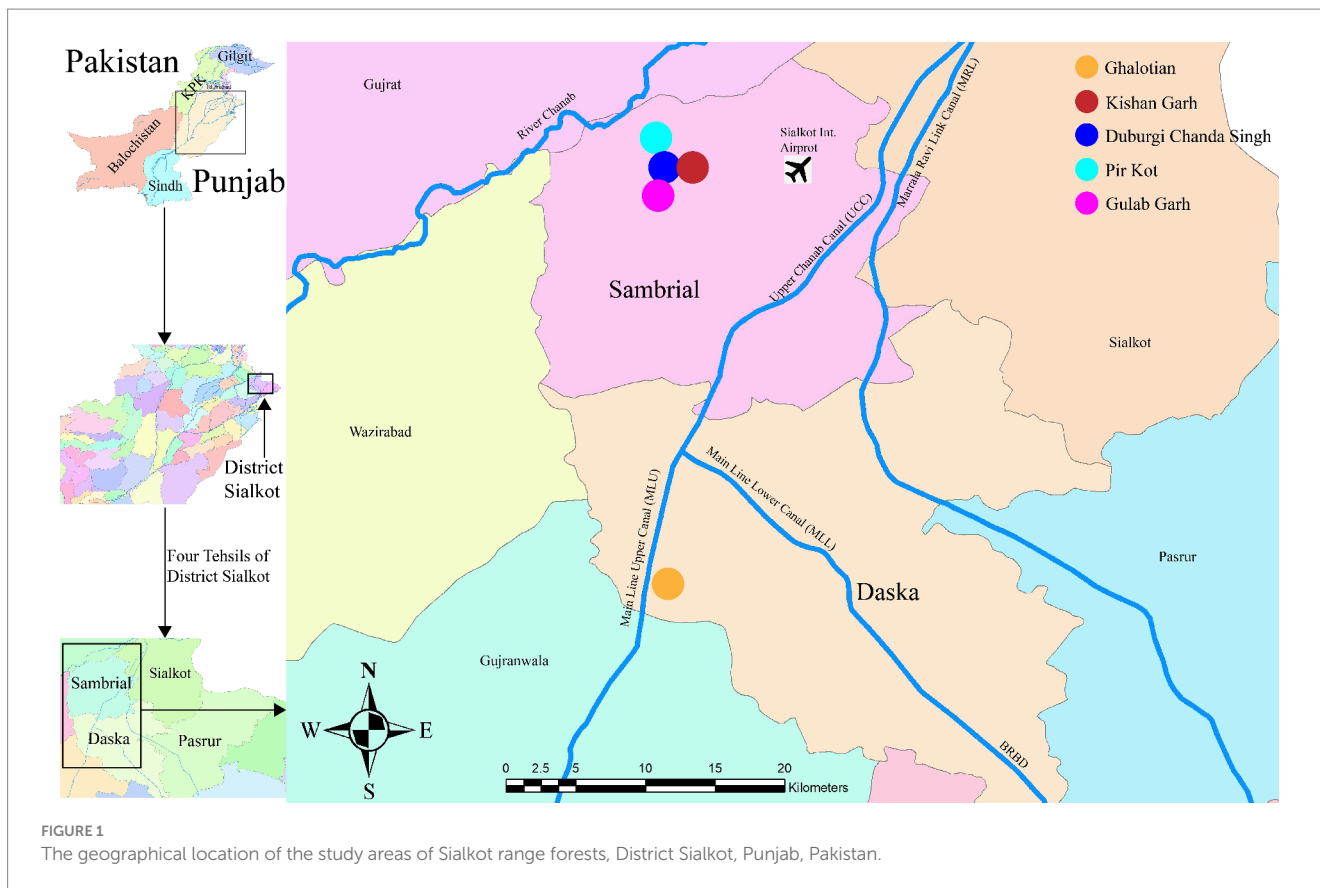 Pakistan
Gilgit
KPK
Balochistan
Sindh
Punjab
District
Sialkot
Four Tehsils of
District Sialkot
Sambrial
Sialkot
Daska
Pasrur
Gujrat
River Chanab
Sialkot Int.
Airprot
Upper Chanab Canal (UCC)
Marrala Ravi Link Canal (MRL)
Ghalotian
Kishan Garh
Duburgi Chanda Singh
Pir Kot
Gulab Garh
Sambrial
Sialkot
Wazirabad
Main Line Upper Canal (MLU)
Main Line Lower Canal (MLL)
Pasrur
Daska
Gujranwala
BRBD
N
W
E
S
0 2.5 5 10 15 20
Kilometers
FIGURE 1
The geographical location of the study areas of Sialkot range forests, District Sialkot, Punjab, Pakistan.